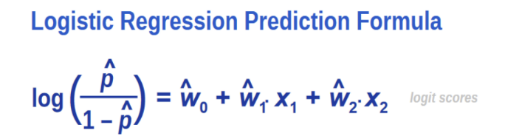 Logistic Regression Prediction Formula
log(p̂ / (1 – p̂)) = ŵ₀ + ŵ₁·x₁ + ŵ₂·x₂ logit scores